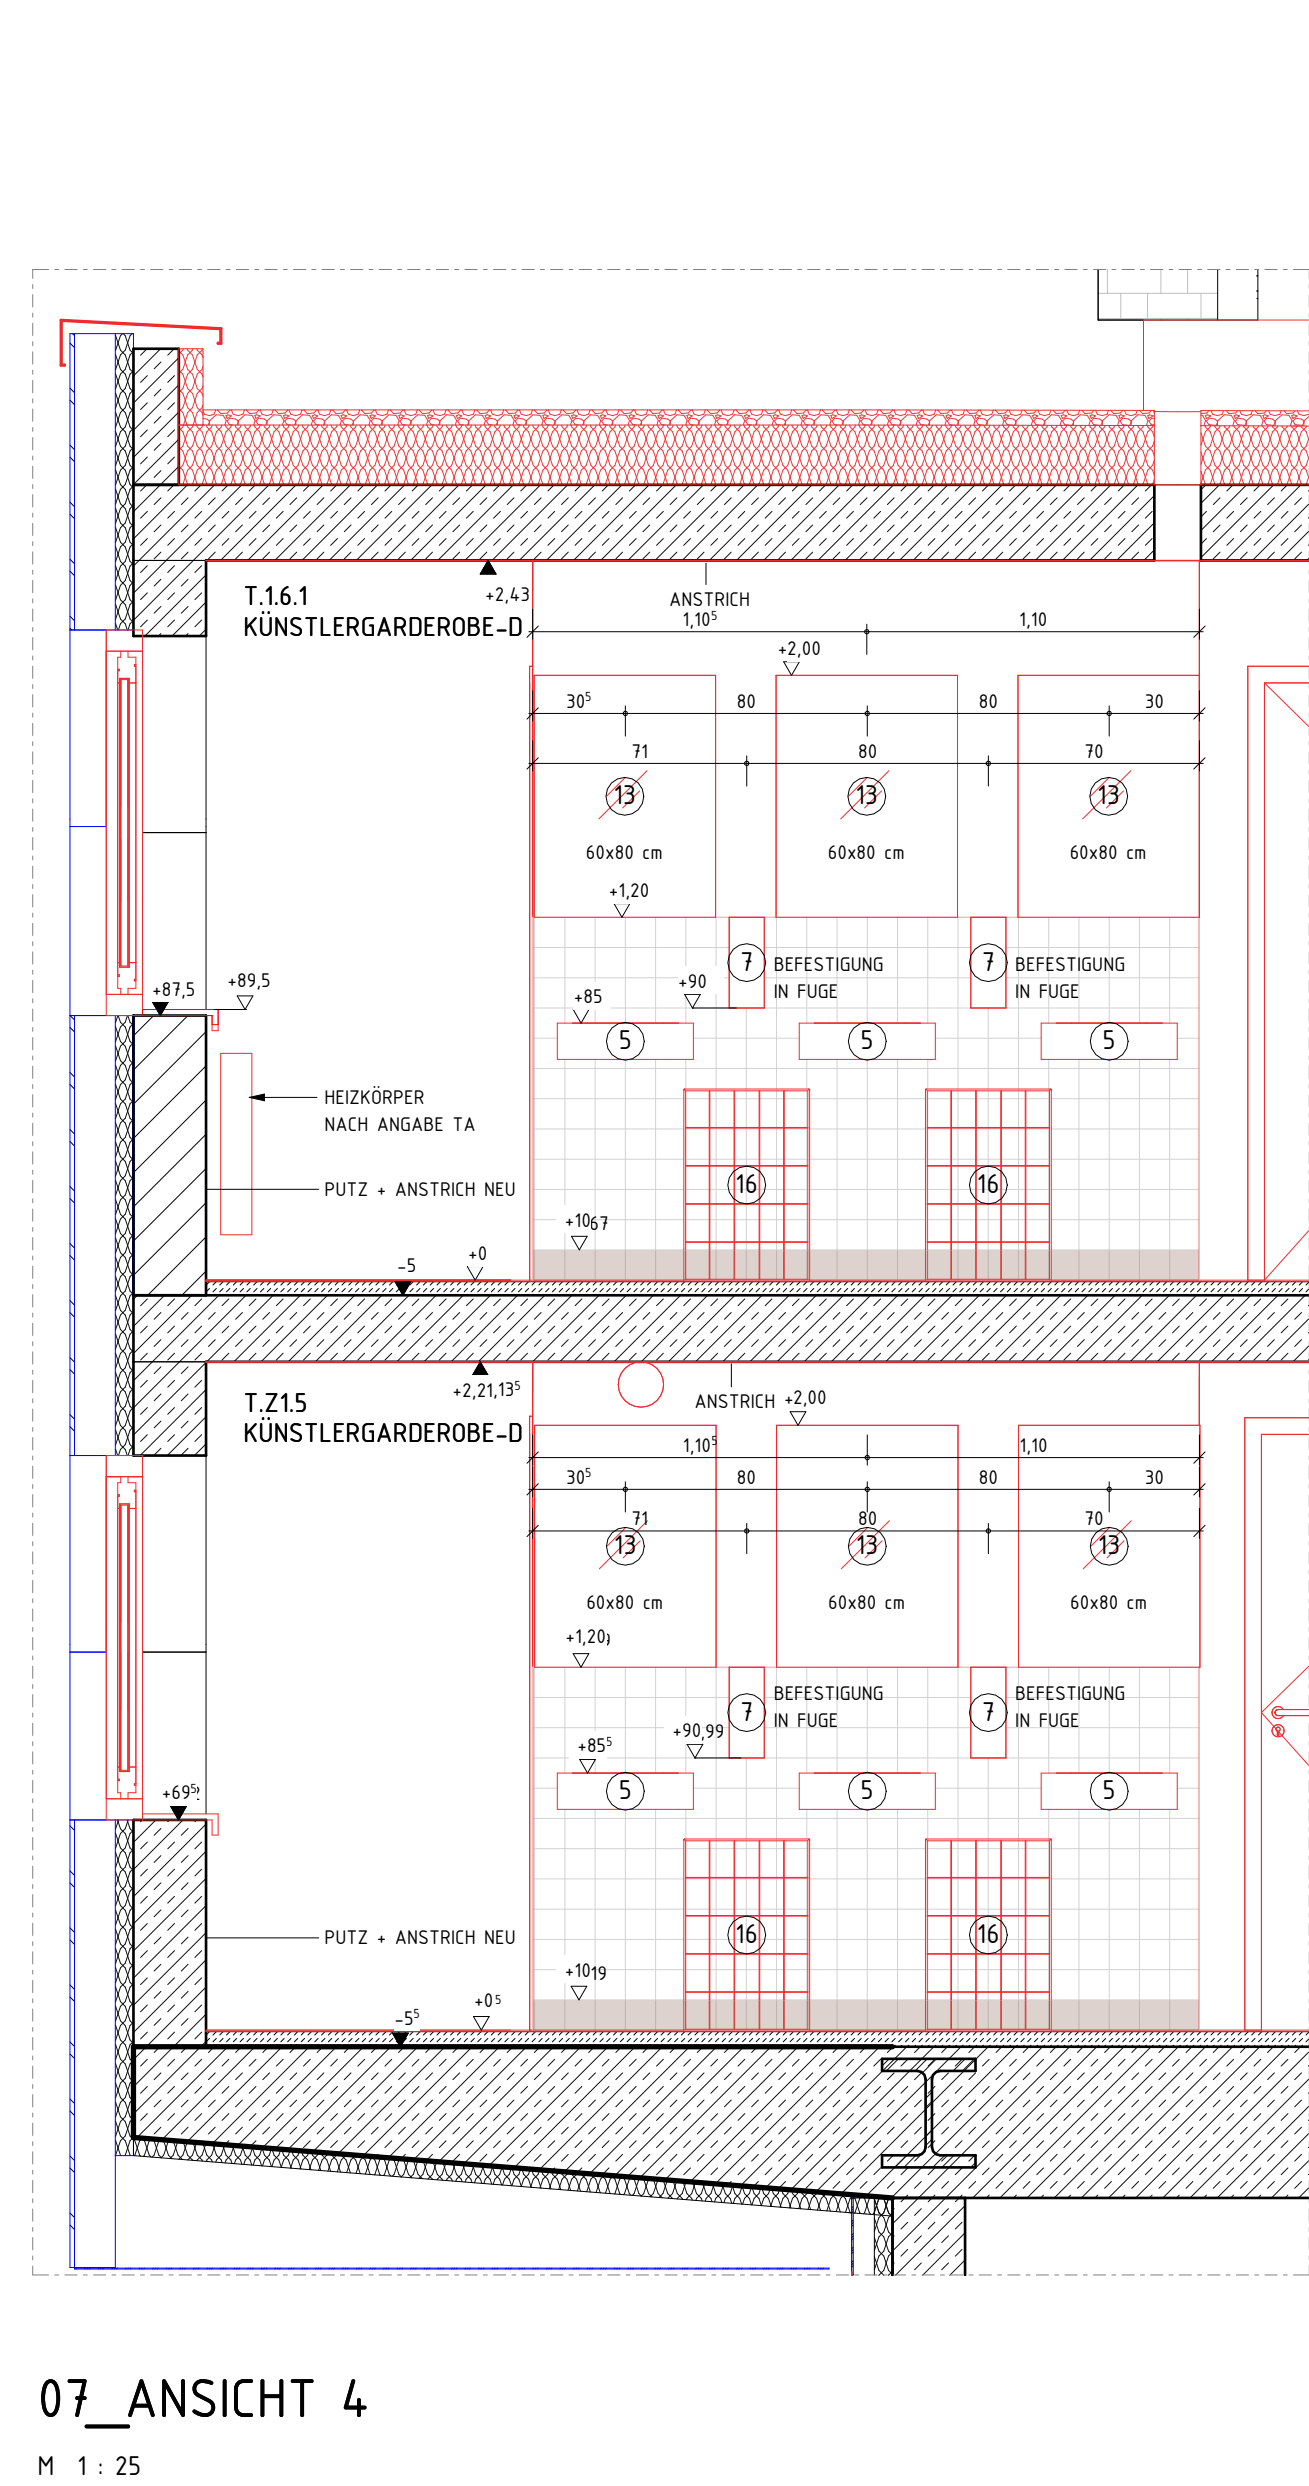 T.1.6.1
KÜNSTLERGARDEROBE-D
+2,43
ANSTRICH
1,10⁵ 1,10
+2,00
30⁵ 80 80 30
71 80 70
13 13 13
60x80 cm 60x80 cm 60x80 cm
+1,20
7 BEFESTIGUNG
IN FUGE
7 BEFESTIGUNG
IN FUGE
+87,5 +89,5
+90
+85
5 5 5
HEIZKÖRPER
NACH ANGABE TA
PUTZ + ANSTRICH NEU
16 16
+10
-5 +0
T.Z1.5
KÜNSTLERGARDEROBE-D
+2,21,13⁵
ANSTRICH
+2,00
1,10⁵ 1,10
30⁵ 80 80 30
71 80 70
13 13 13
60x80 cm 60x80 cm 60x80 cm
+1,20
7 BEFESTIGUNG
IN FUGE
7 BEFESTIGUNG
IN FUGE
+90,99
+85⁵
5 5 5
+69⁵
PUTZ + ANSTRICH NEU
16 16
+1019
-5⁵ +0⁵
07_ANSICHT 4
M 1 : 25